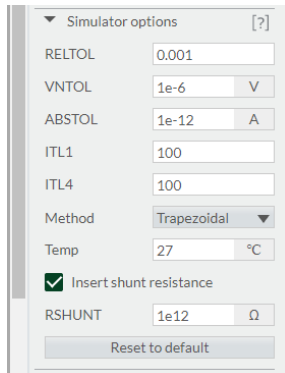 Simulator options [?]
RELTOL 0.001
VNTOL 1e-6 V
ABSTOL 1e-12 A
ITL1 100
ITL4 100
Method Trapezoidal
Temp 27 °C
Insert shunt resistance
RSHUNT 1e12 Ω
Reset to default